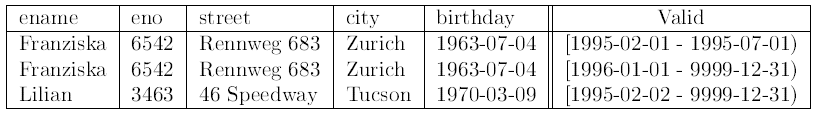 ename eno street city birthday Valid
Franziska 6542 Rennweg 683 Zurich 1963-07-04 [1995-02-01 - 1995-07-01)
Franziska 6542 Rennweg 683 Zurich 1963-07-04 [1996-01-01 - 9999-12-31)
Lilian 3463 46 Speedway Tucson 1970-03-09 [1995-02-02 - 9999-12-31)